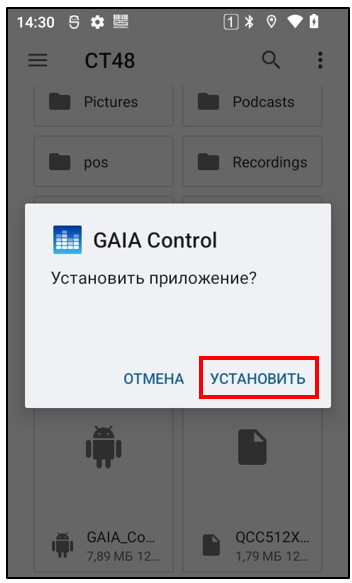 14:30 1
CT48
Pictures Podcasts
pos Recordings
GAIA Control
Установить приложение?
ОТМЕНА УСТАНОВИТЬ
GAIA_Co... QCC512X...
7,89 МБ 12... 1,79 МБ 12...